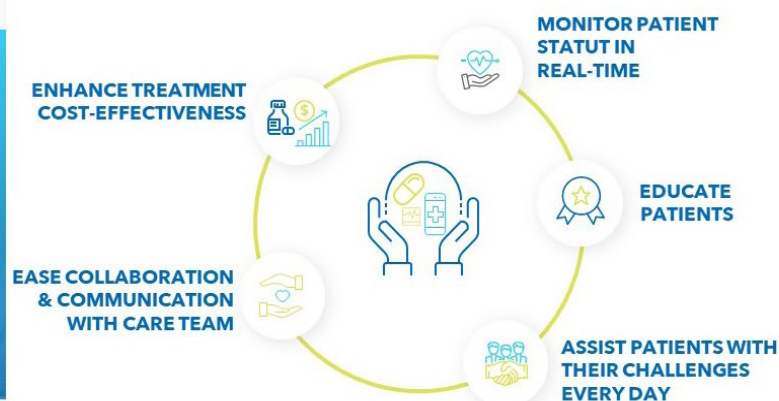 MONITOR PATIENT
STATUT IN
REAL-TIME
ENHANCE TREATMENT
COST-EFFECTIVENESS
$
EDUCATE
PATIENTS
EASE COLLABORATION
& COMMUNICATION
WITH CARE TEAM
ASSIST PATIENTS WITH
THEIR CHALLENGES
EVERY DAY